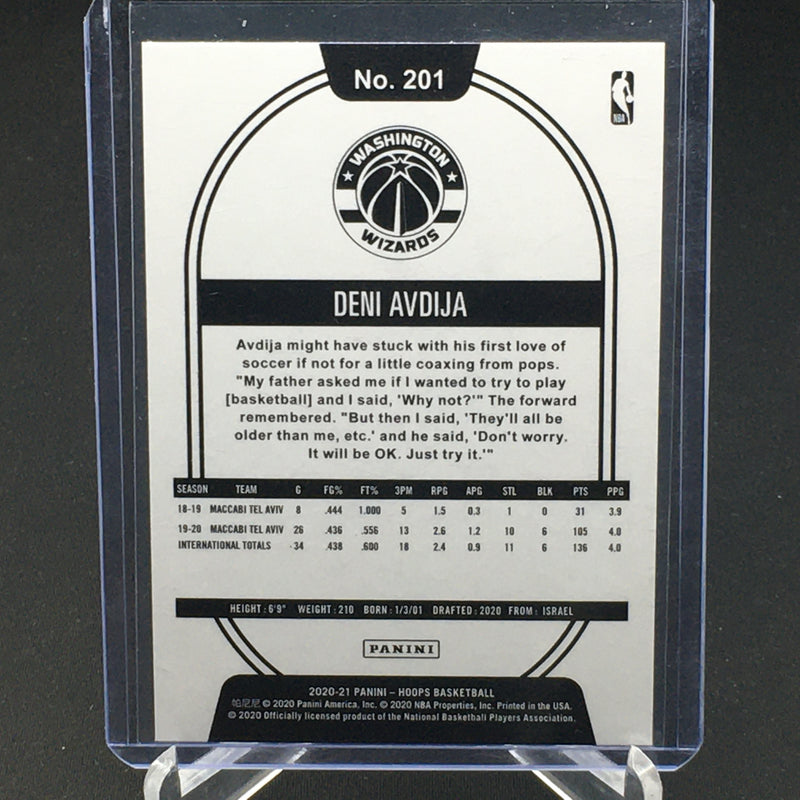 No. 201
NBA
WASHINGTON
WIZARDS
DENI AVDIJA
Avdija might have stuck with his first love of
soccer if not for a little coaxing from pops.
"My father asked me if I wanted to try to play
[basketball] and I said, 'Why not?'" The forward
remembered. "But then I said, 'They'll all be
older than me, etc.' and he said, 'Don't worry.
It will be OK. Just try it.'"
SEASON TEAM G FG% FT% 3PM RPG APG STL BLK PTS PPG
18-19 MACCABI TEL AVIV 8 .444 1.000 5 1.5 0.3 1 0 31 3.9
19-20 MACCABI TEL AVIV 26 .436 .556 13 2.6 1.2 10 6 105 4.0
INTERNATIONAL TOTALS 34 .438 .600 18 2.4 0.9 11 6 136 4.0
HEIGHT: 6'9" WEIGHT: 210 BORN: 1/3/01 DRAFTED: 2020 FROM: ISRAEL
PANINI
2020-21 PANINI – HOOPS BASKETBALL
帕尼尼 © 2020 Panini America, Inc. © 2020 NBA Properties, Inc. Printed in the USA.
© 2020 Officially licensed product of the National Basketball Players Association.